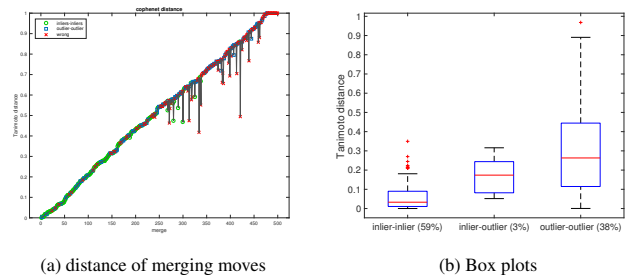 cophenet distance
inliers-inliers
outlier-outlier
wrong
Tanimoto distance
1
0.9
0.8
0.7
0.6
0.5
0.4
0.3
0.2
0.1
0
0 50 100 150 200 250 300 350 400 450 500
merge
(a) distance of merging moves
Tanimoto distance
1
0.9
0.8
0.7
0.6
0.5
0.4
0.3
0.2
0.1
0
inlier-inlier (59%) inlier-outlier (3%) outlier-outlier (38%)
(b) Box plots